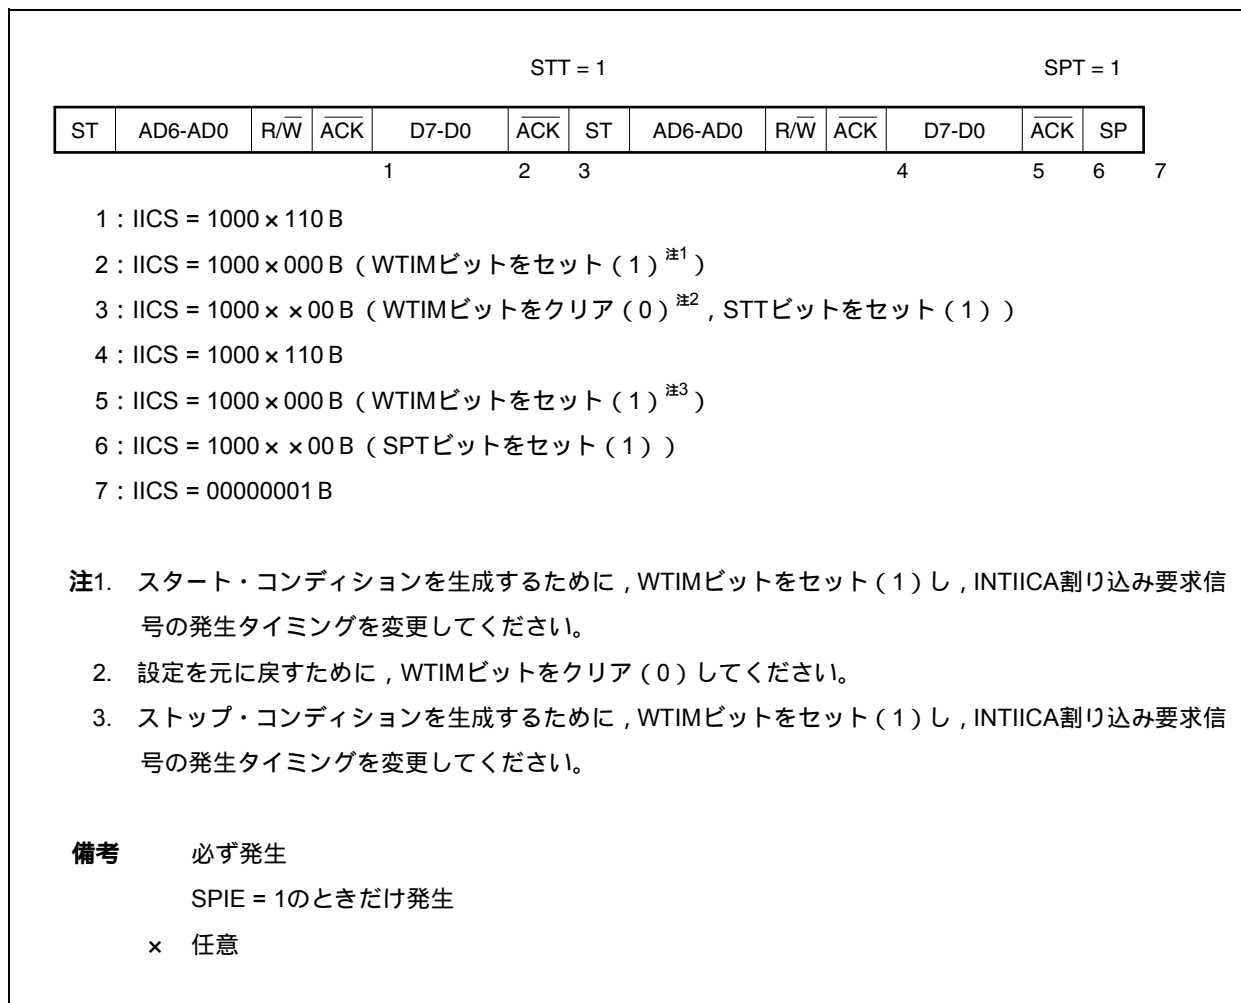 STT = 1 SPT = 1
ST AD6-AD0 R/W̅ A̅C̅K̅ D7-D0 A̅C̅K̅ ST AD6-AD0 R/W̅ A̅C̅K̅ D7-D0 A̅C̅K̅ SP
1 2 3 4 5 6 7
1：IICS = 1000×110 B
2：IICS = 1000×000 B（WTIMビットをセット（1）注1）
3：IICS = 1000××00 B（WTIMビットをクリア（0）注2，STTビットをセット（1））
4：IICS = 1000×110 B
5：IICS = 1000×000 B（WTIMビットをセット（1）注3）
6：IICS = 1000××00 B（SPTビットをセット（1））
7：IICS = 00000001 B
注1. スタート・コンディションを生成するために，WTIMビットをセット（1）し，INTIICA割り込み要求信
号の発生タイミングを変更してください。
2. 設定を元に戻すために，WTIMビットをクリア（0）してください。
3. ストップ・コンディションを生成するために，WTIMビットをセット（1）し，INTIICA割り込み要求信
号の発生タイミングを変更してください。
備考 必ず発生
SPIE = 1のときだけ発生
× 任意